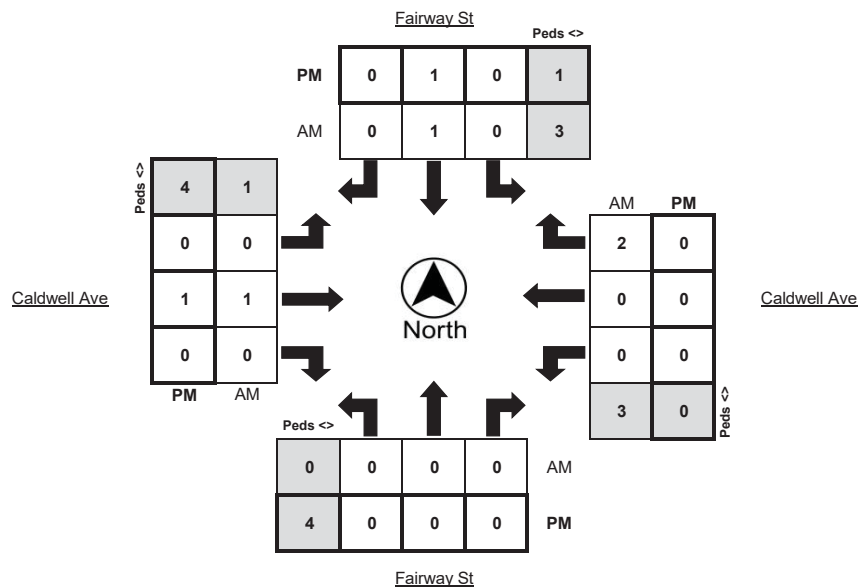 Fairway St
Peds <>
PM 0 1 0 1
AM 0 1 0 3
Peds <>
4 1
0 0
1 1
0 0
PM AM
Caldwell Ave
North
AM PM
2 0
0 0
0 0
3 0
Peds <>
Caldwell Ave
Peds <>
0 0 0 0 AM
4 0 0 0 PM
Fairway St